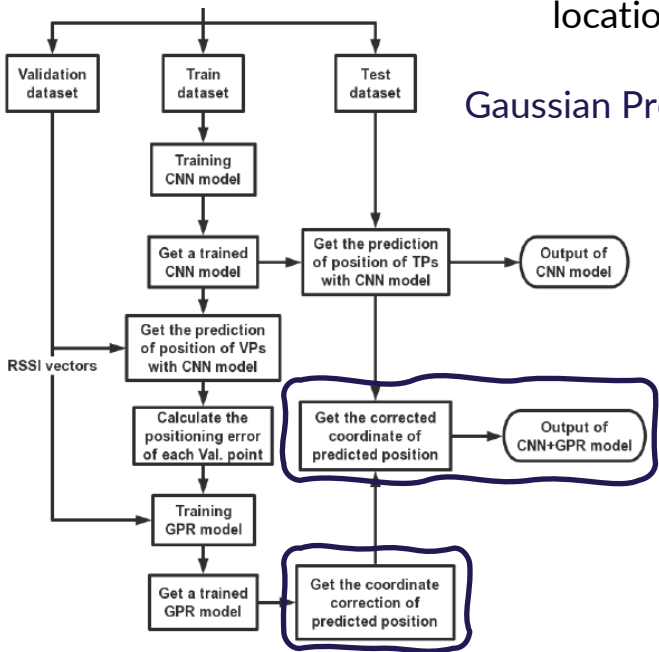 locatio
Gaussian Pr
Validation
dataset
Train
dataset
Test
dataset
Training
CNN model
Get a trained
CNN model
Get the prediction
of position of TPs
with CNN model
Output of
CNN model
Get the prediction
of position of VPs
with CNN model
RSSI vectors
Calculate the
positioning error
of each Val. point
Get the corrected
coordinate of
predicted position
Output of
CNN+GPR model
Training
GPR model
Get a trained
GPR model
Get the coordinate
correction of
predicted position